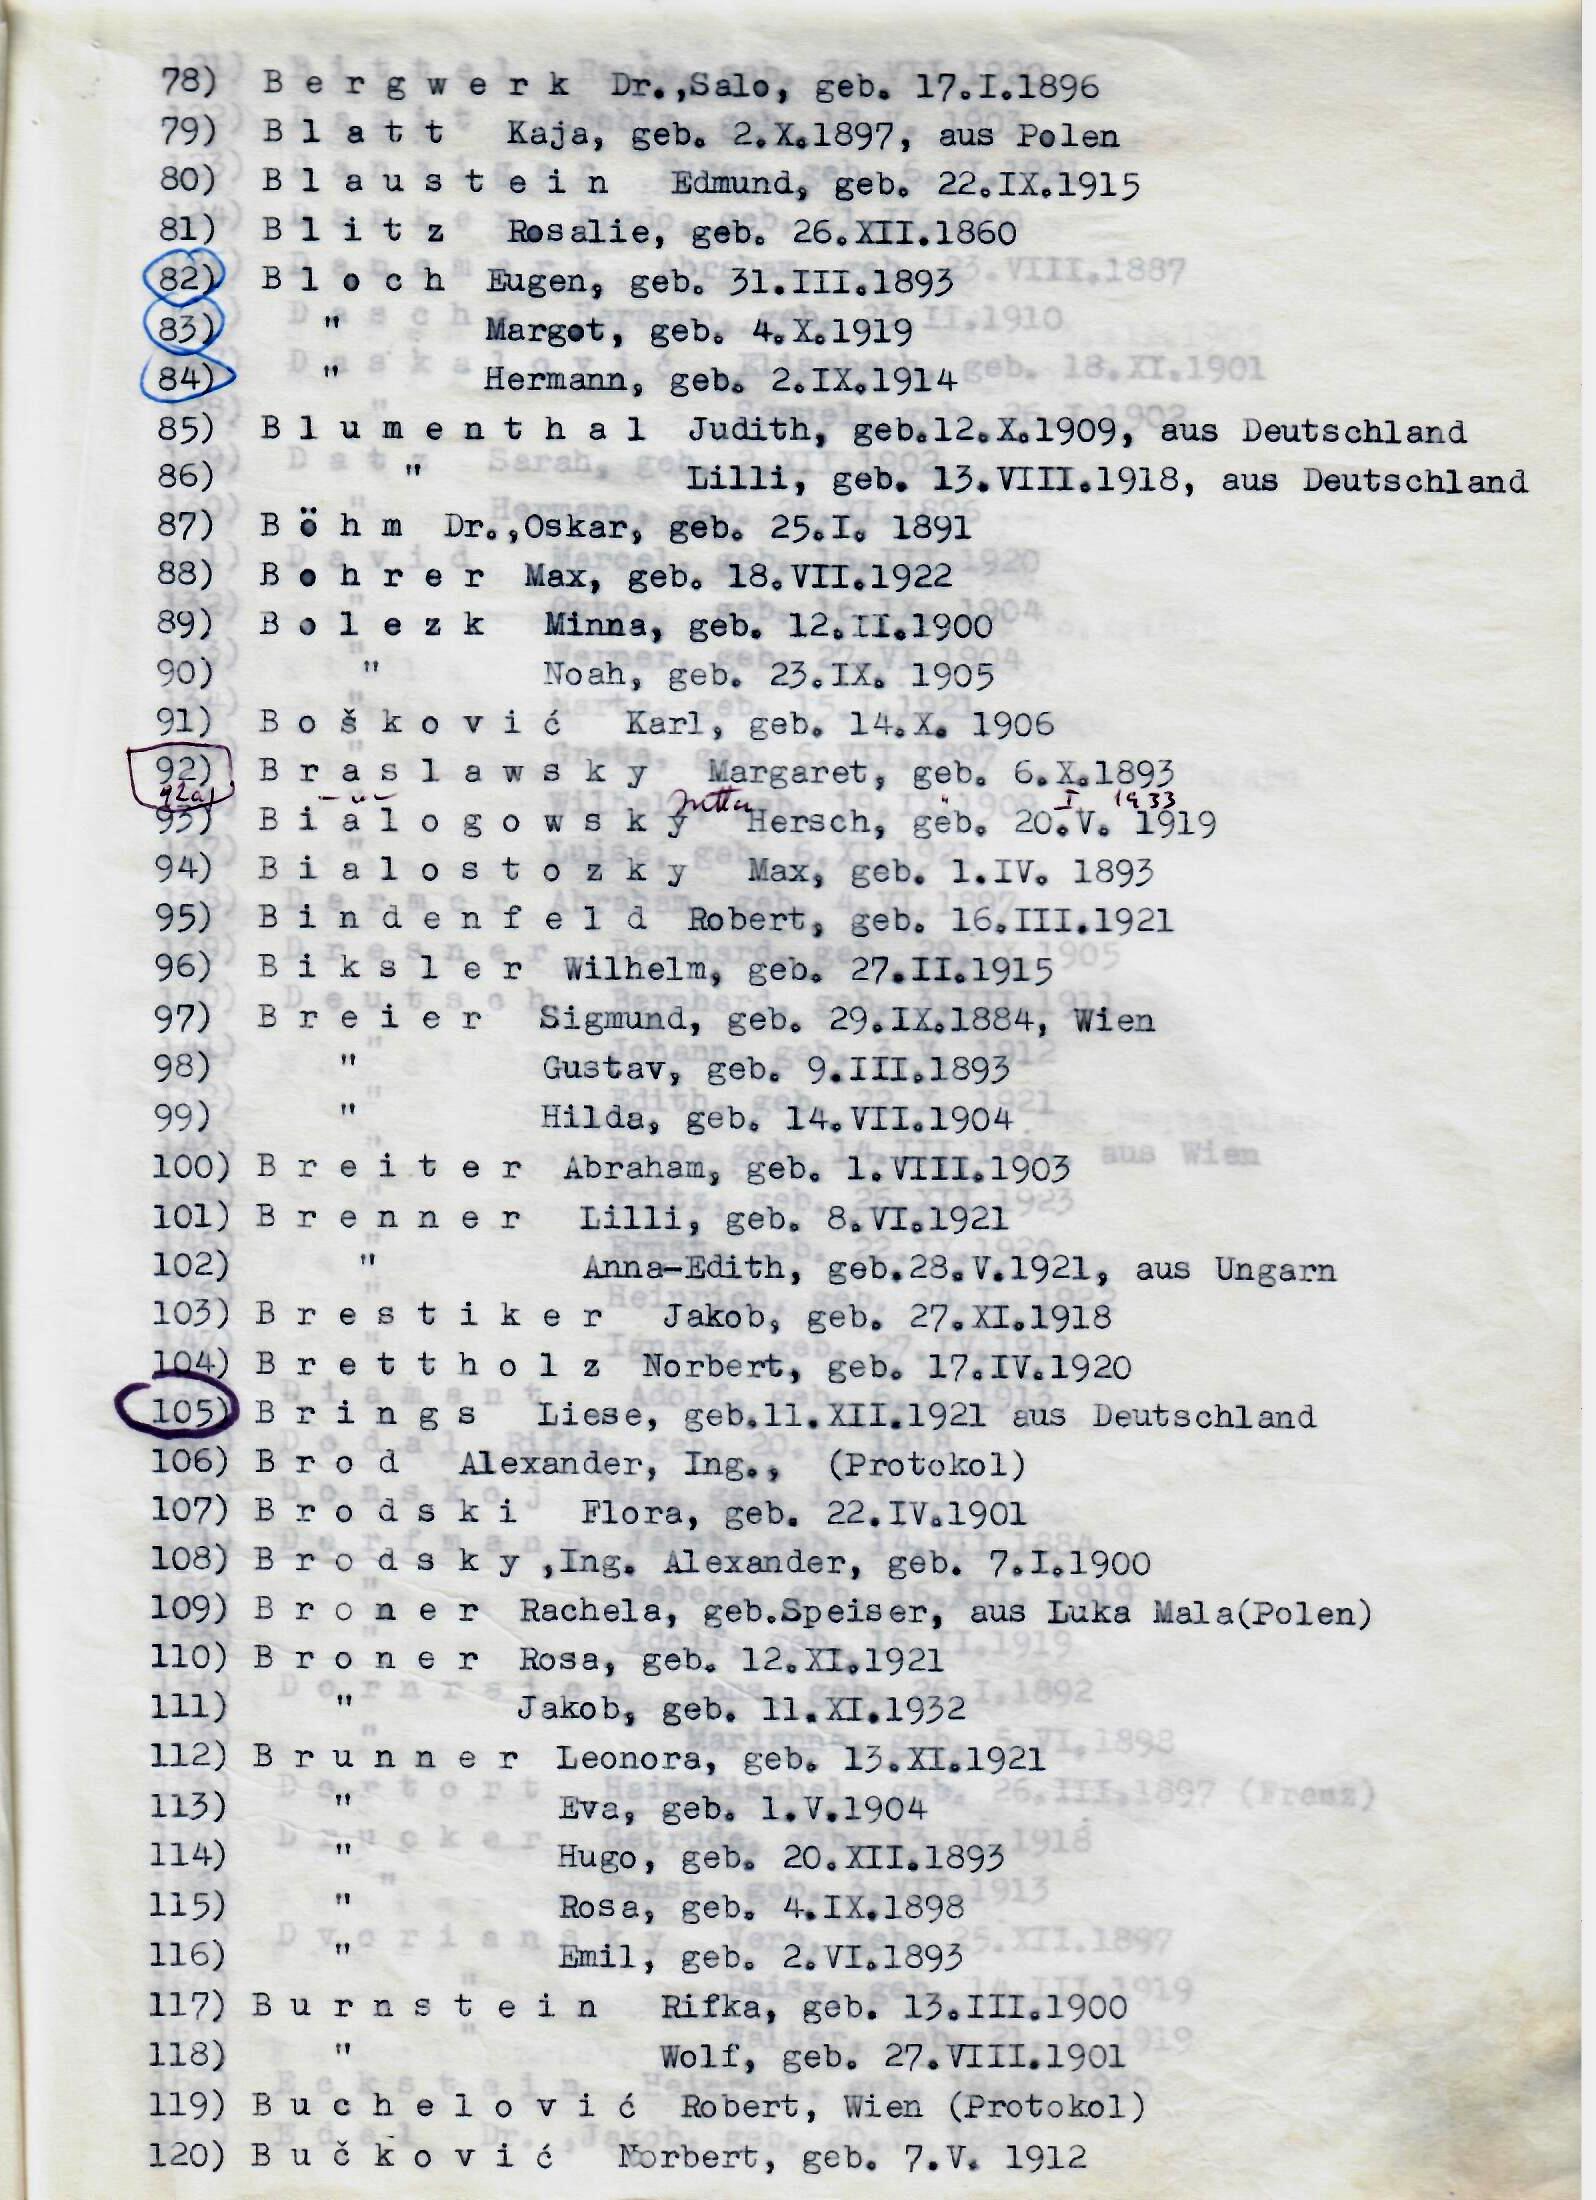 78) B e r g w e r k Dr.,Salo, geb. 17.I.1896
79) B l a t t Kaja, geb. 2.X.1897, aus Polen
80) B l a u s t e i n Edmund, geb. 22.IX.1915
81) B l i t z Rosalie, geb. 26.XII.1860
82) B l o c h Eugen, geb. 31.III.1893
83) " Margot, geb. 4.X.1919
84) " Hermann, geb. 2.IX.1914
85) B l u m e n t h a l Judith, geb.12.X.1909, aus Deutschland
86) " Lilli, geb. 13.VIII.1918, aus Deutschland
87) B ö h m Dr.,Oskar, geb. 25.I. 1891
88) B o h r e r Max, geb. 18.VII.1922
89) B o l e z k Minna, geb. 12.II.1900
90) " Noah, geb. 23.IX. 1905
91) B o š k o v i ć Karl, geb. 14.X. 1906
92) B r a s l a w s k y Margaret, geb. 6.X.1893
92a) - " - Jutta " I 1933
93) B i a l o g o w s k y Hersch, geb. 20.V. 1919
94) B i a l o s t o z k y Max, geb. 1.IV. 1893
95) B i n d e n f e l d Robert, geb. 16.III.1921
96) B i k s l e r Wilhelm, geb. 27.II.1915
97) B r e i e r Sigmund, geb. 29.IX.1884, Wien
98) " Gustav, geb. 9.III.1893
99) " Hilda, geb. 14.VII.1904
100) B r e i t e r Abraham, geb. 1.VIII.1903
101) B r e n n e r Lilli, geb. 8.VI.1921
102) " Anna-Edith, geb.28.V.1921, aus Ungarn
103) B r e s t i k e r Jakob, geb. 27.XI.1918
104) B r e t t h o l z Norbert, geb. 17.IV.1920
105) B r i n g s Liese, geb.11.XII.1921 aus Deutschland
106) B r o d Alexander, Ing., (Protokol)
107) B r o d s k i Flora, geb. 22.IV.1901
108) B r o d s k y ,Ing. Alexander, geb. 7.I.1900
109) B r o n e r Rachela, geb.Speiser, aus Luka Mala(Polen)
110) B r o n e r Rosa, geb. 12.XI.1921
111) " Jakob, geb. 11.XI.1932
112) B r u n n e r Leonora, geb. 13.XI.1921
113) " Eva, geb. 1.V.1904
114) " Hugo, geb. 20.XII.1893
115) " Rosa, geb. 4.IX.1898
116) " Emil, geb. 2.VI.1893
117) B u r n s t e i n Rifka, geb. 13.III.1900
118) " Wolf, geb. 27.VIII.1901
119) B u c h e l o v i ć Robert, Wien (Protokol)
120) B u č k o v i ć Norbert, geb. 7.V. 1912